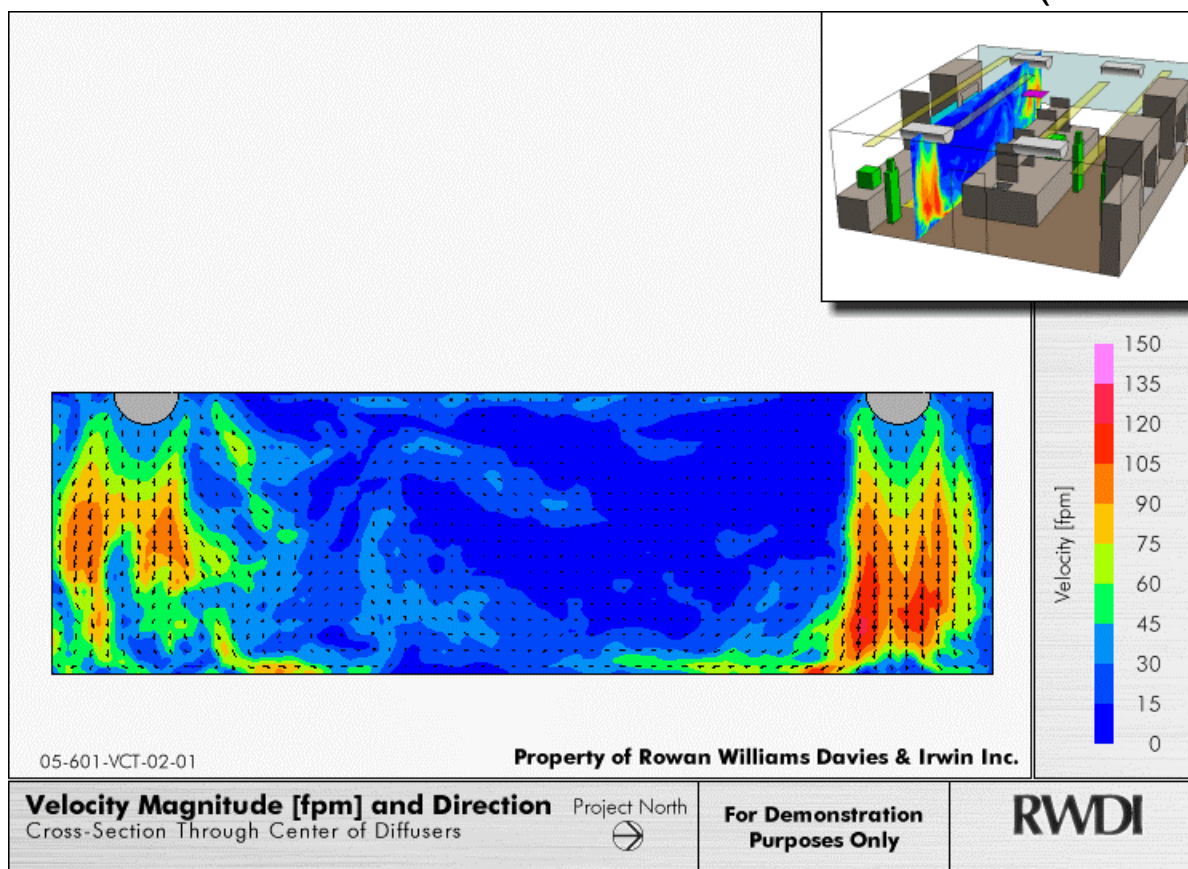 150
135
120
105
90
75
60
45
30
15
0
Velocity [fpm]
05-601-VCT-02-01
Property of Rowan Williams Davies & Irwin Inc.
Velocity Magnitude [fpm] and Direction
Cross-Section Through Center of Diffusers
Project North
For Demonstration
Purposes Only
RWDI